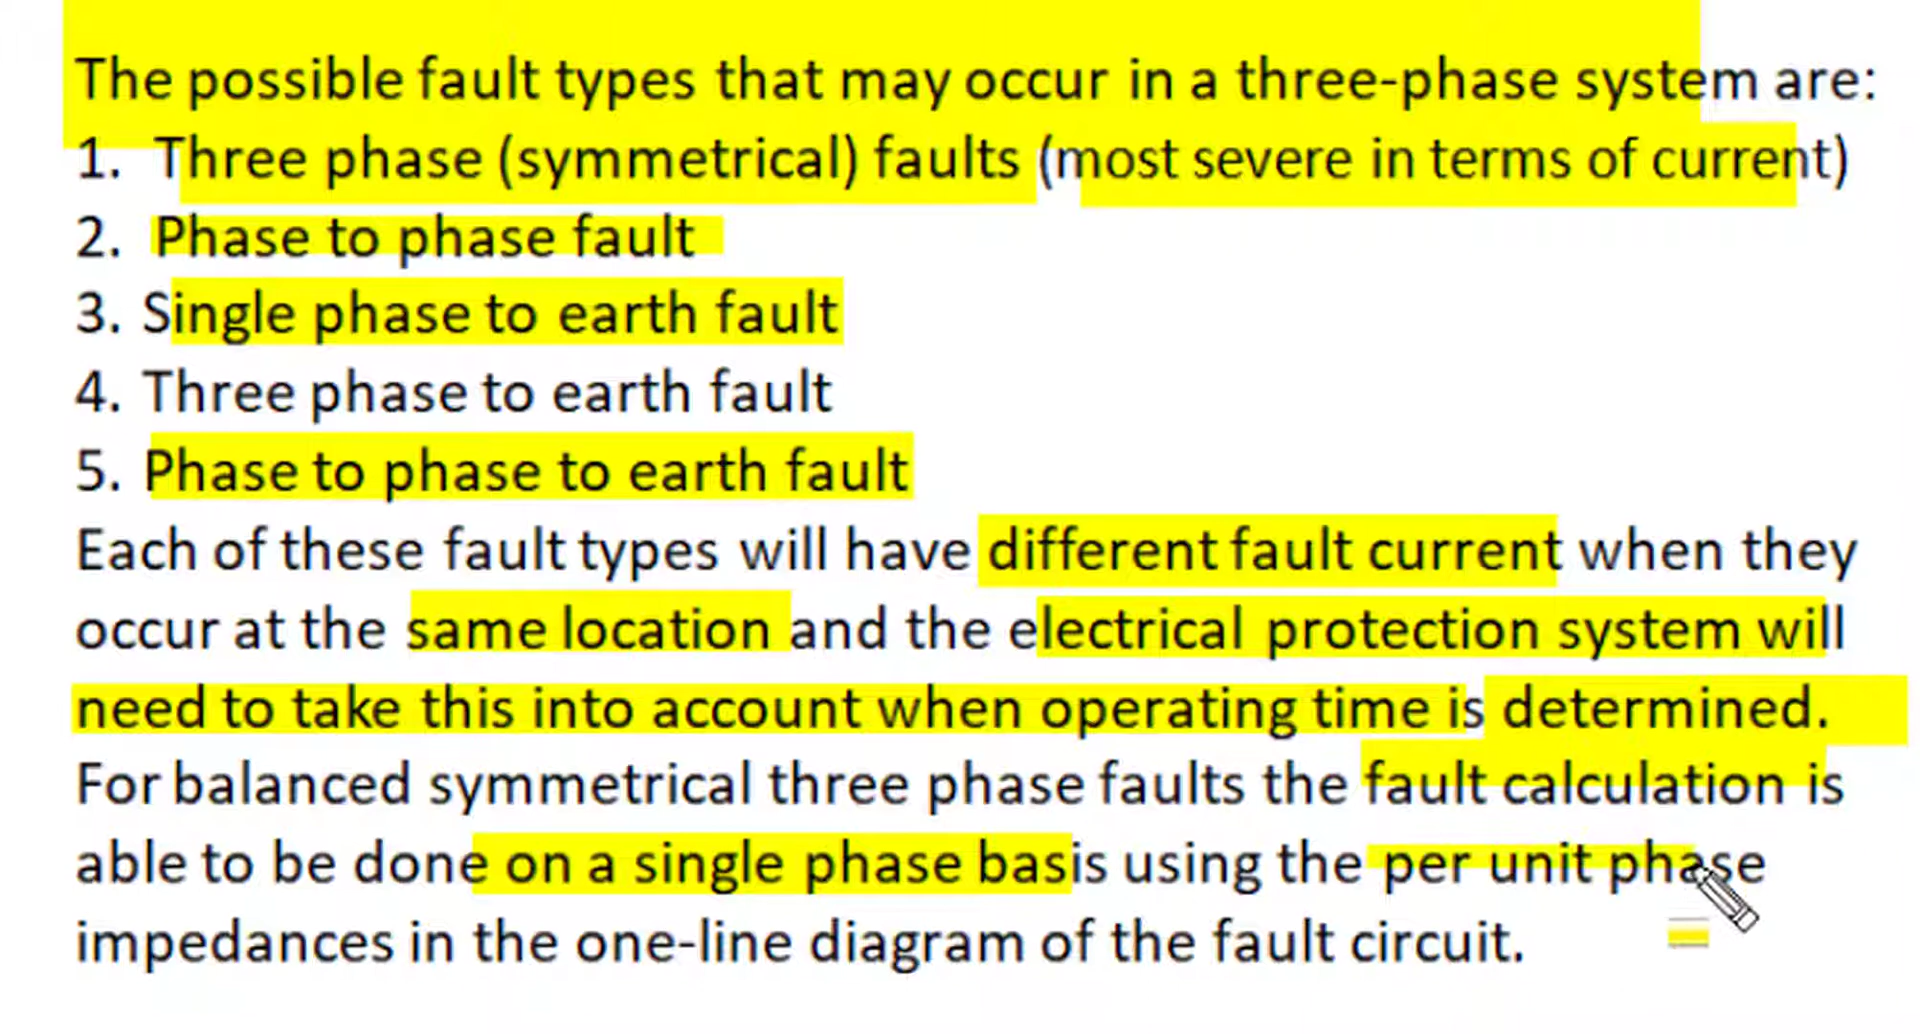 The possible fault types that may occur in a three-phase system are:
1. Three phase (symmetrical) faults (most severe in terms of current)
2. Phase to phase fault
3. Single phase to earth fault
4. Three phase to earth fault
5. Phase to phase to earth fault
Each of these fault types will have different fault current when they
occur at the same location and the electrical protection system will
need to take this into account when operating time is determined.
For balanced symmetrical three phase faults the fault calculation is
able to be done on a single phase basis using the per unit phase
impedances in the one-line diagram of the fault circuit.